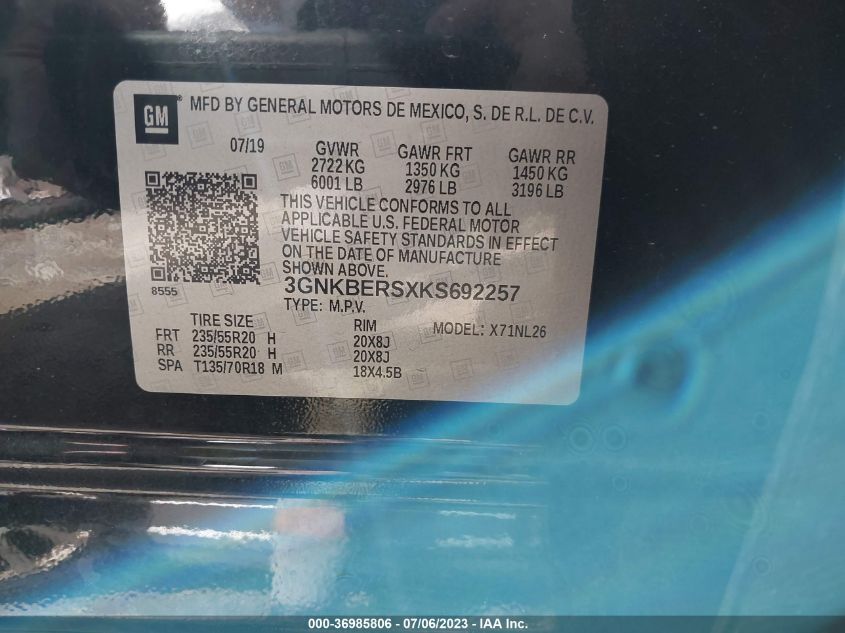 GM ® MFD BY GENERAL MOTORS DE MEXICO, S. DE R.L. DE C.V.
07/19 GVWR GAWR FRT GAWR RR
2722 KG 1350 KG 1450 KG
6001 LB 2976 LB 3196 LB
THIS VEHICLE CONFORMS TO ALL
APPLICABLE U.S. FEDERAL MOTOR
VEHICLE SAFETY STANDARDS IN EFFECT
ON THE DATE OF MANUFACTURE
SHOWN ABOVE.
8555
3GNKBERSXKS692257
TYPE: M.P.V.
TIRE SIZE RIM MODEL: X71NL26
FRT 235/55R20 H 20X8J
RR 235/55R20 H 20X8J
SPA T135/70R18 M 18X4.5B
000-36985806 - 07/06/2023 - IAA Inc.